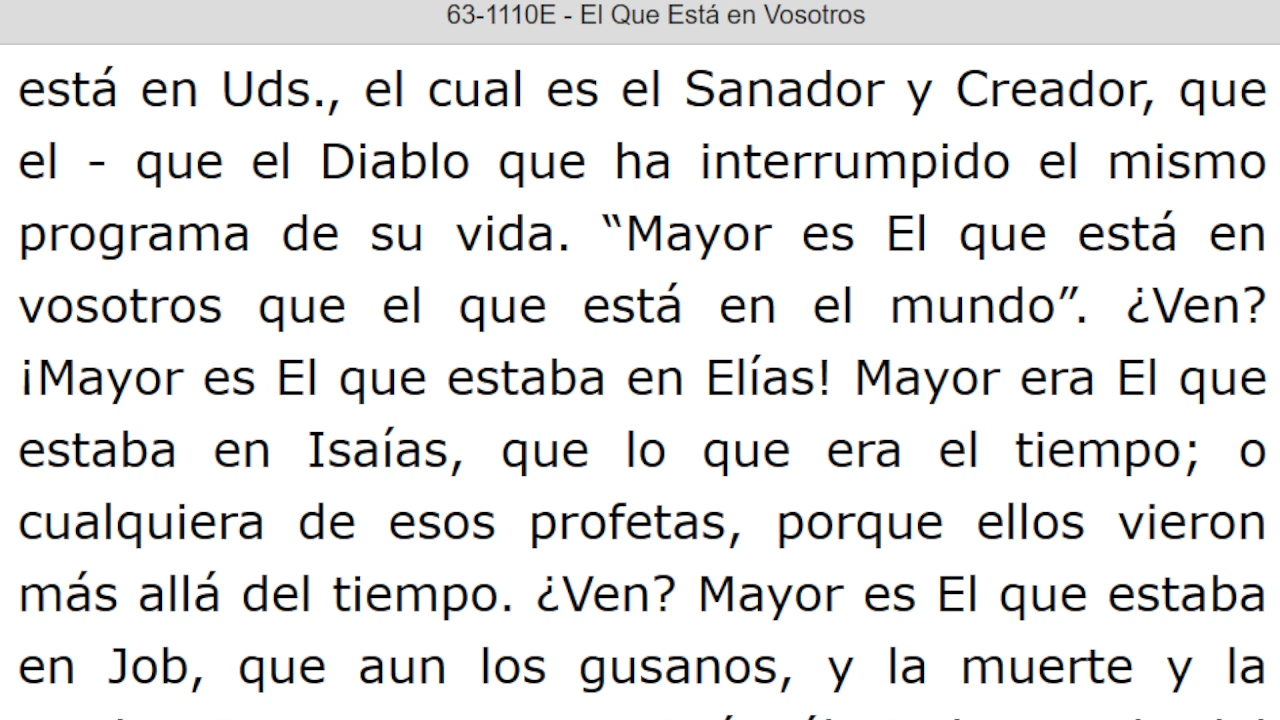 63-1110E - El Que Está en Vosotros
está en Uds., el cual es el Sanador y Creador, que
el - que el Diablo que ha interrumpido el mismo
programa de su vida. “Mayor es El que está en
vosotros que el que está en el mundo”. ¿Ven?
¡Mayor es El que estaba en Elías! Mayor era El que
estaba en Isaías, que lo que era el tiempo; o
cualquiera de esos profetas, porque ellos vieron
más allá del tiempo. ¿Ven? Mayor es El que estaba
en Job, que aun los gusanos, y la muerte y la